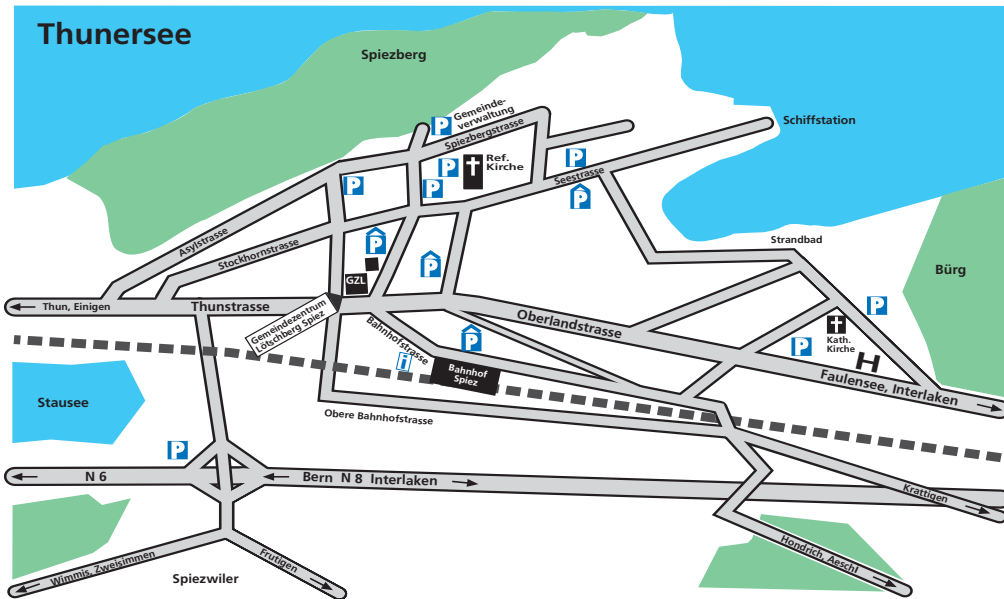 Thunersee
Spiezberg
Gemeinde-
verwaltung
P
Spiezbergstrasse
Schiffstation
P
P
Ref.
Kirche
P
P
Seestrasse
P
Asylstrasse
Stockhornstrasse
P
P
Strandbad
Bürg
GZL
Thun, Einigen
Thunstrasse
Gemeindezentrum
Lötschberg Spiez
Oberlandstrasse
P
Bahnhofstrasse
P
i
Kath.
Kirche
P
H
Bahnhof
Spiez
Faulensee, Interlaken
Stausee
Obere Bahnhofstrasse
P
N 6
Bern N 8 Interlaken
Krattigen
Wimmis, Zweisimmen
Frutigen
Hondrich, Aeschi
Spiezwiler